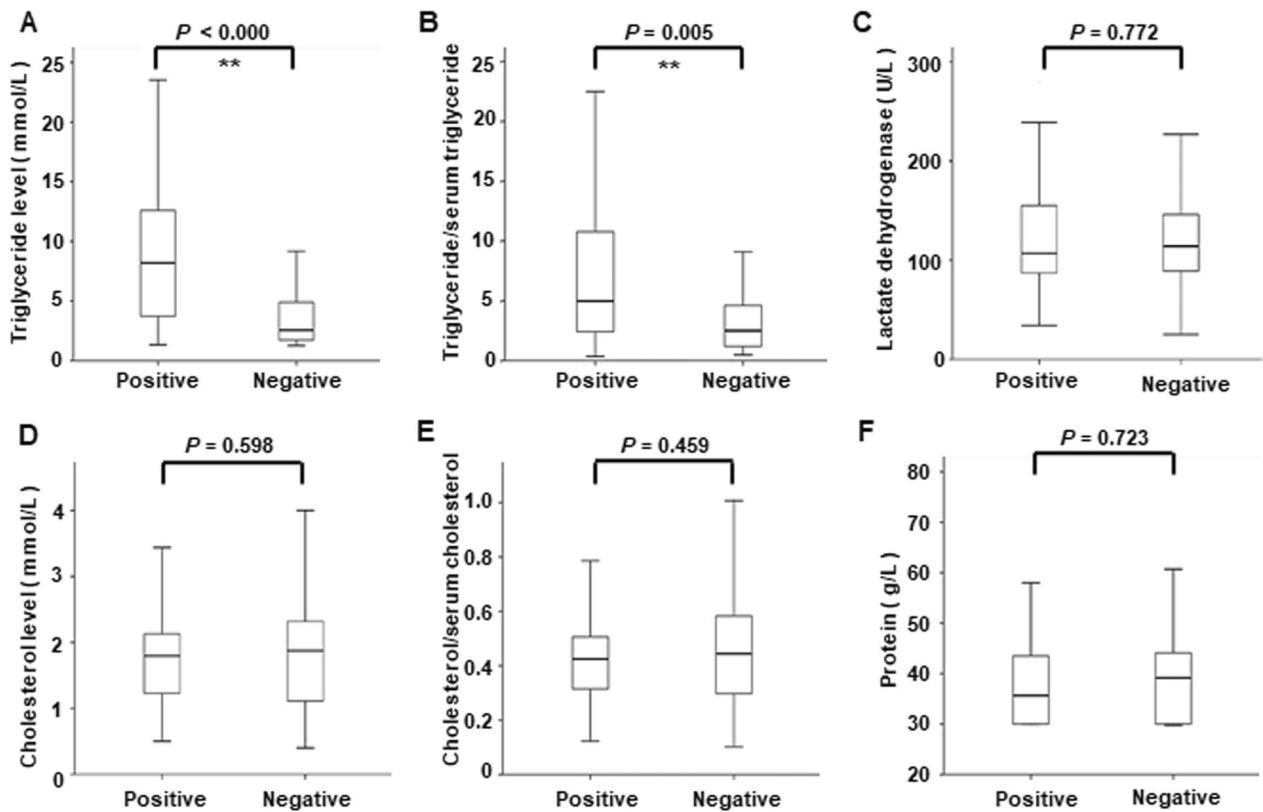 A
P < 0.000
**
Triglyceride level ( mmol/L )
25
20
15
10
5
0
Positive
Negative
B
P = 0.005
**
Triglyceride/serum triglyceride
25
20
15
10
5
0
Positive
Negative
C
P = 0.772
Lactate dehydrogenase ( U/L )
300
200
100
0
Positive
Negative
D
P = 0.598
Cholesterol level ( mmol/L )
4
3
2
1
0
Positive
Negative
E
P = 0.459
Cholesterol/serum cholesterol
1.0
0.8
0.6
0.4
0.2
0
Positive
Negative
F
P = 0.723
Protein ( g/L )
80
70
60
50
40
30
20
Positive
Negative